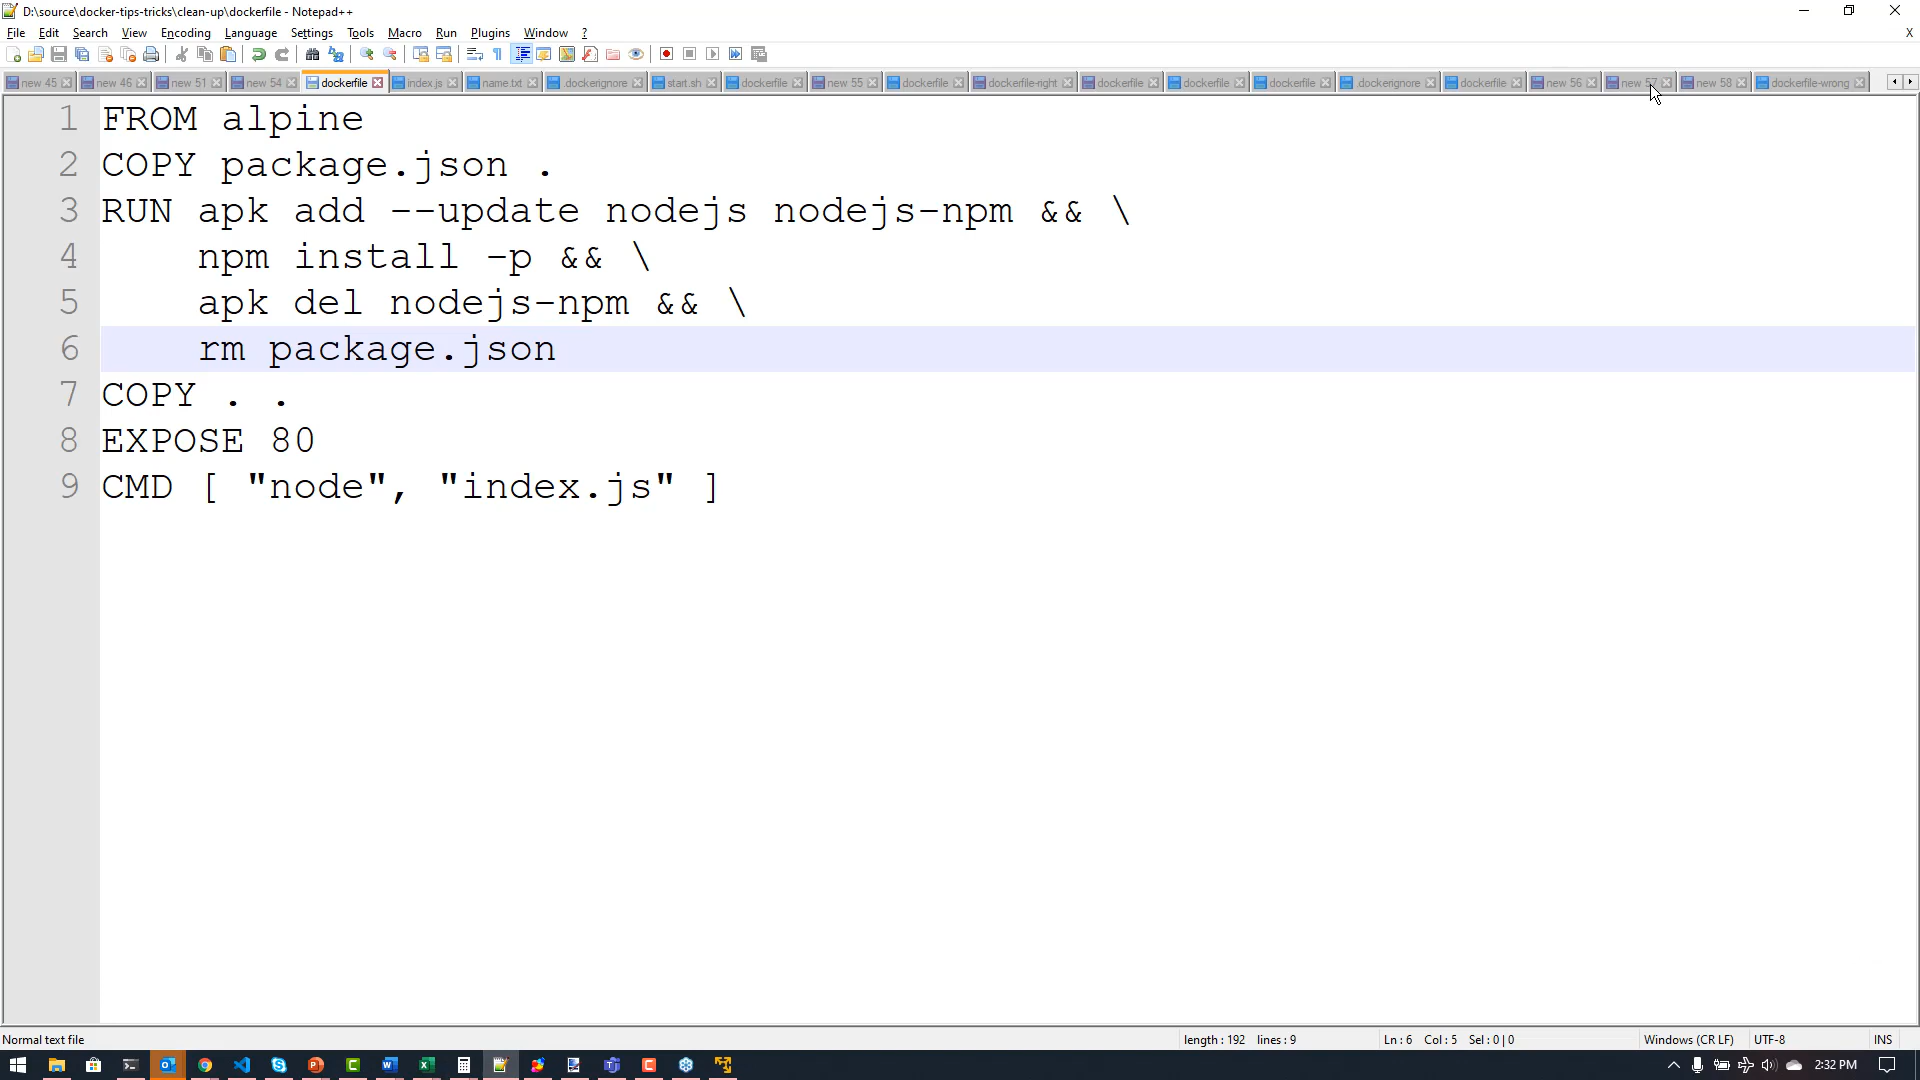 D:\source\docker-tips-tricks\clean-up\dockerfile - Notepad++
File Edit Search View Encoding Language Settings Tools Macro Run Plugins Window ? X
new 45 new 46 new 51 new 54 dockerfile index.js name.txt .dockerignore start.sh dockerfile new 55 dockerfile dockerfile-right dockerfile dockerfile dockerfile .dockerignore dockerfile new 56 new 57 new 58 dockerfile-wrong
1 FROM alpine
2 COPY package.json .
3 RUN apk add --update nodejs nodejs-npm && \
4 npm install -p && \
5 apk del nodejs-npm && \
6 rm package.json
7 COPY . .
8 EXPOSE 80
9 CMD [ "node", "index.js" ]
Normal text file length : 192 lines : 9 Ln : 6 Col : 5 Sel : 0 | 0 Windows (CR LF) UTF-8 INS
2:32 PM